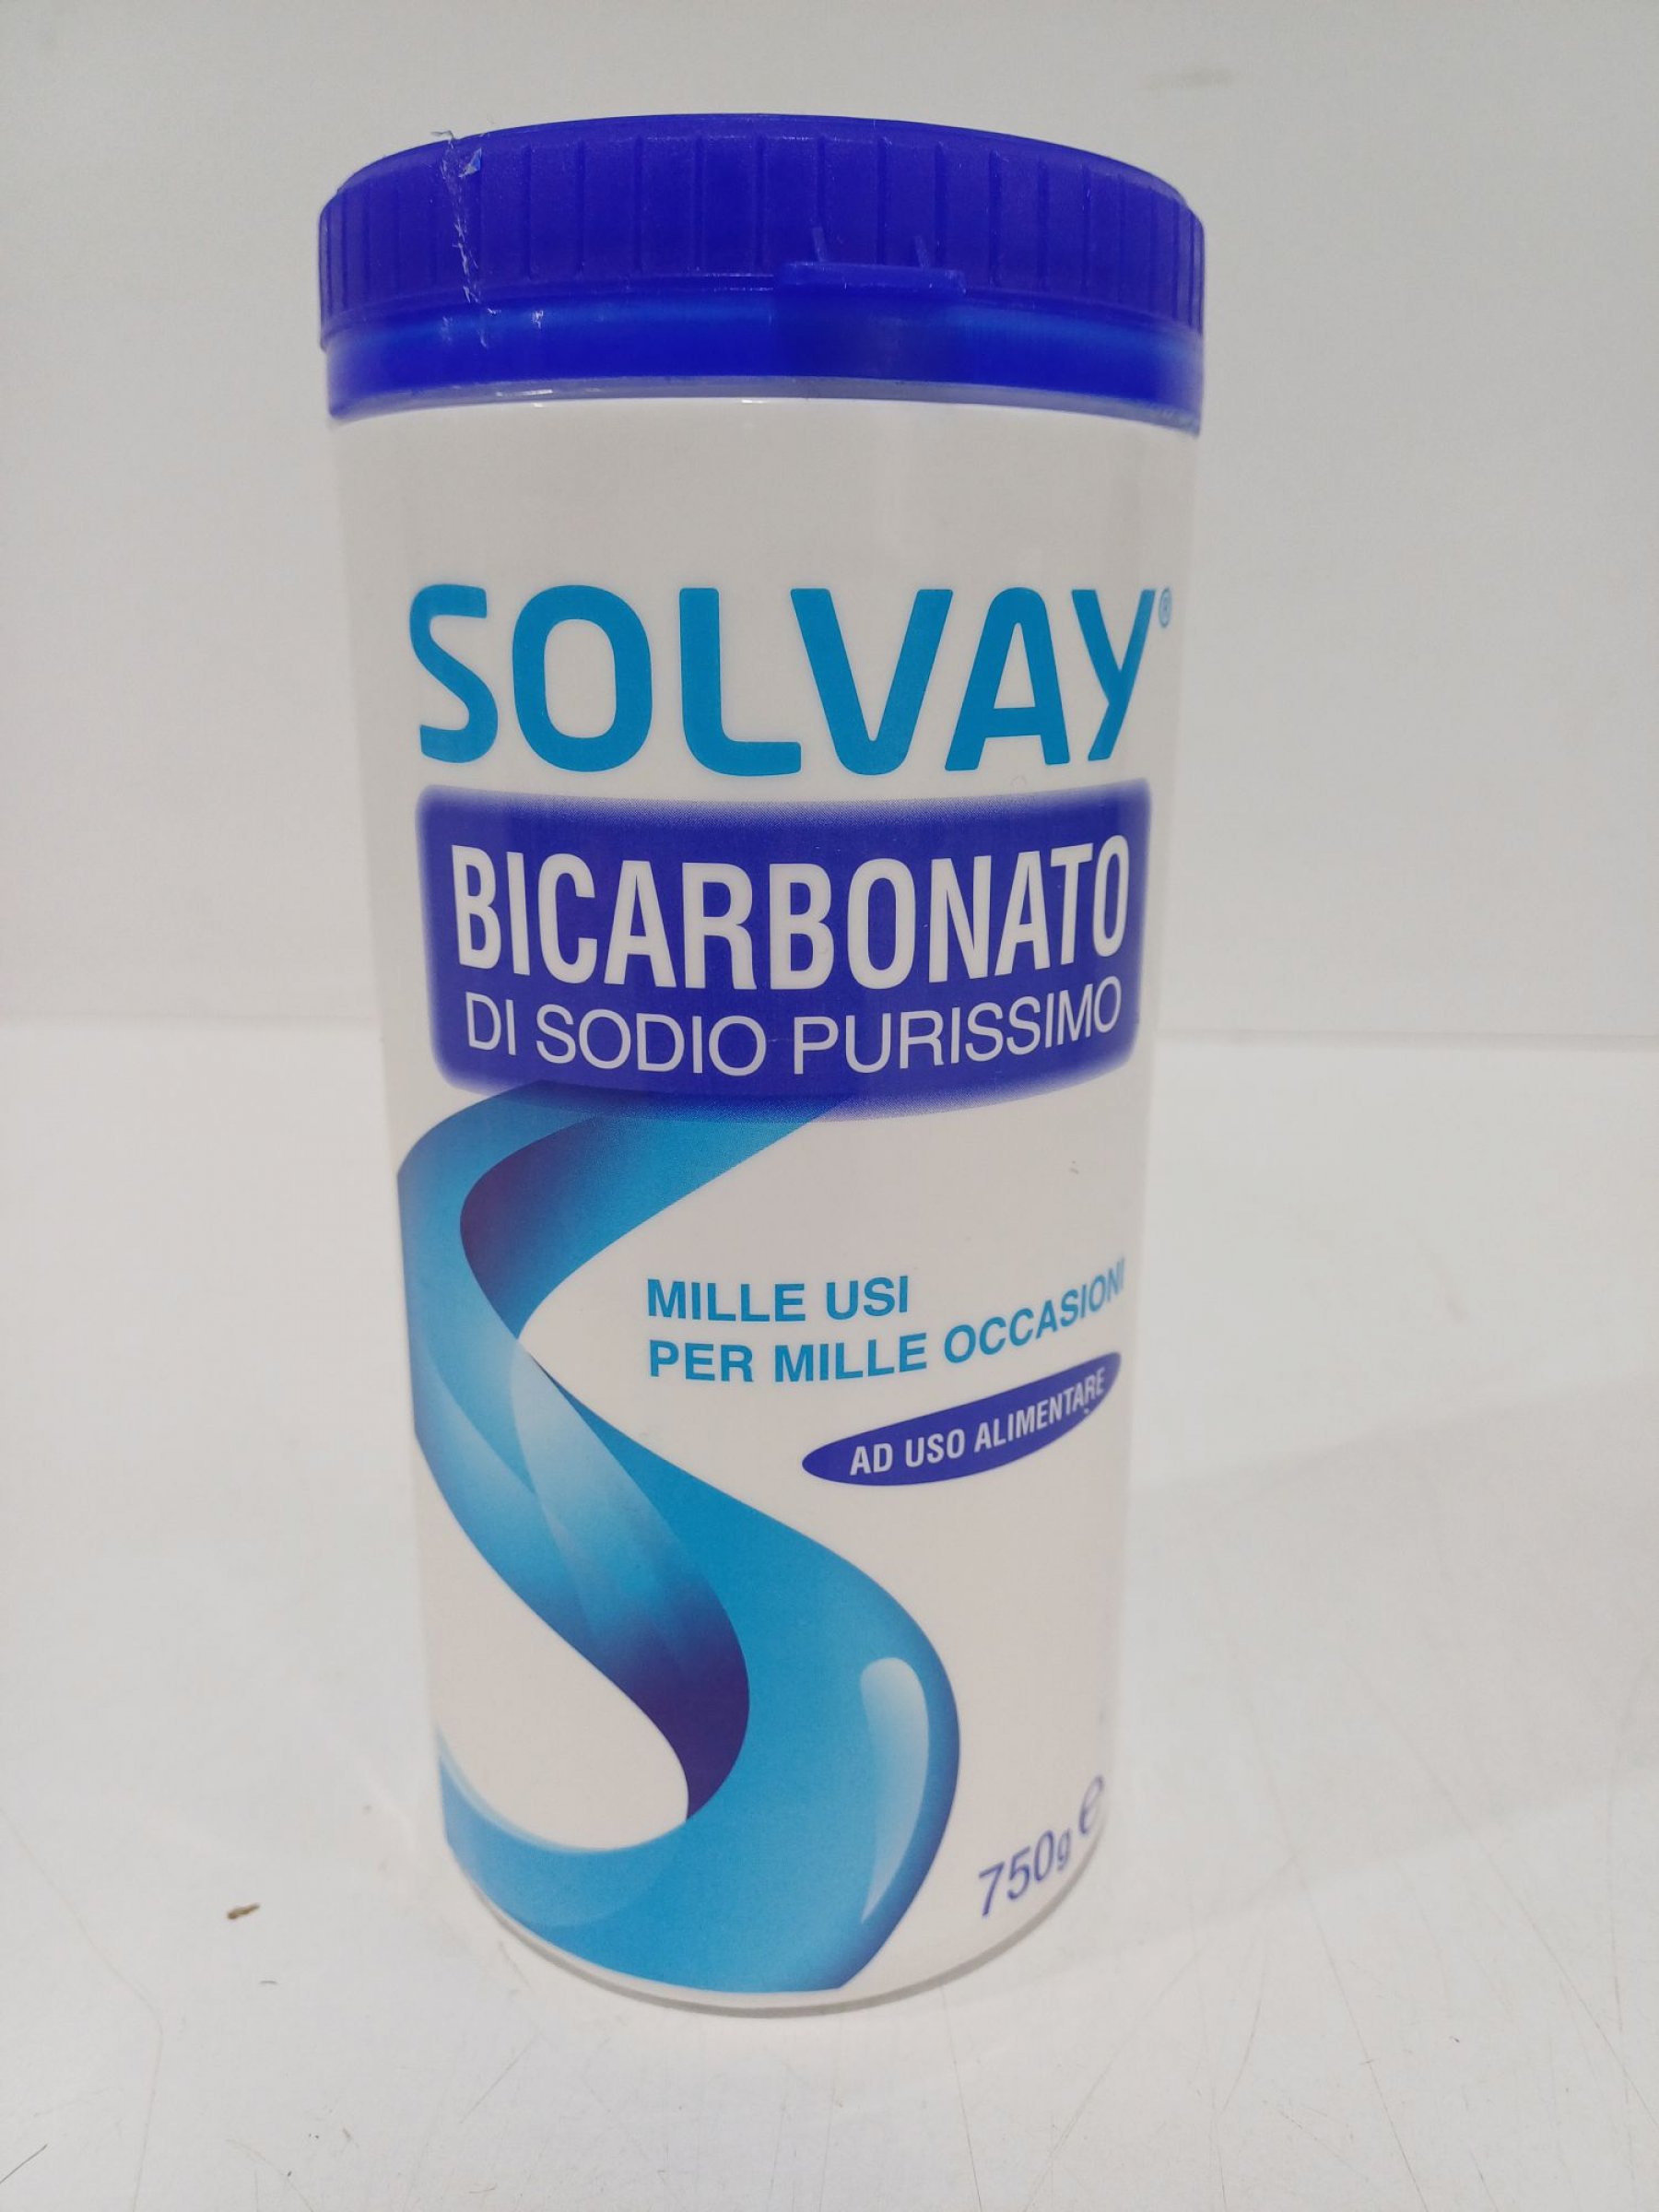 SOLVAY®
BICARBONATO
DI SODIO PURISSIMO
MILLE USI
PER MILLE OCCASIONI
AD USO ALIMENTARE
750g e